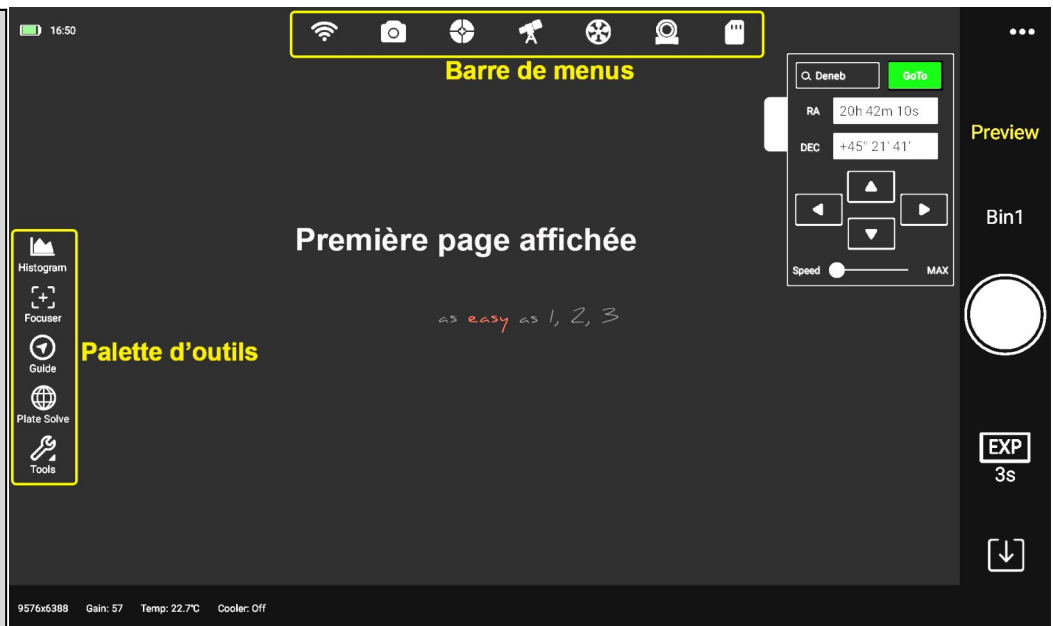 16:50
Barre de menus
Deneb
GoTo
RA 20h 42m 10s
DEC +45° 21' 41'
Preview
Bin1
Speed MAX
Première page affichée
as easy as 1, 2, 3
Histogram
Focuser
Guide
Palette d'outils
Plate Solve
Tools
EXP
3s
9576x6388 Gain: 57 Temp: 22.7°C Cooler: Off